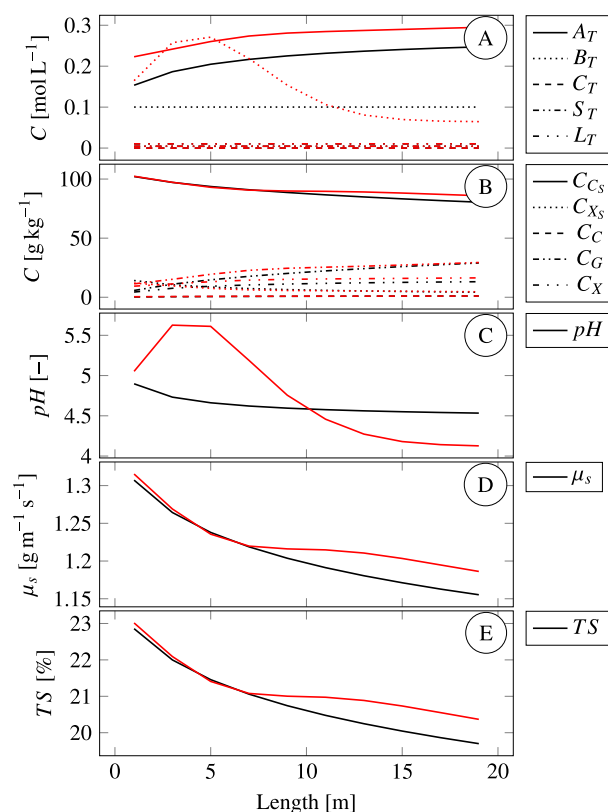 C [mol L⁻¹]
0.3
0.2
0.1
0
A
A_T
B_T
C_T
S_T
L_T
C [g kg⁻¹]
100
50
0
B
C_{C_S}
C_{X_S}
C_C
C_G
C_X
pH [–]
5.5
5
4.5
4
C
pH
μ_s [g m⁻¹ s⁻¹]
1.3
1.25
1.2
1.15
D
μ_s
TS [%]
23
22
21
20
E
TS
0 5 10 15 20
Length [m]